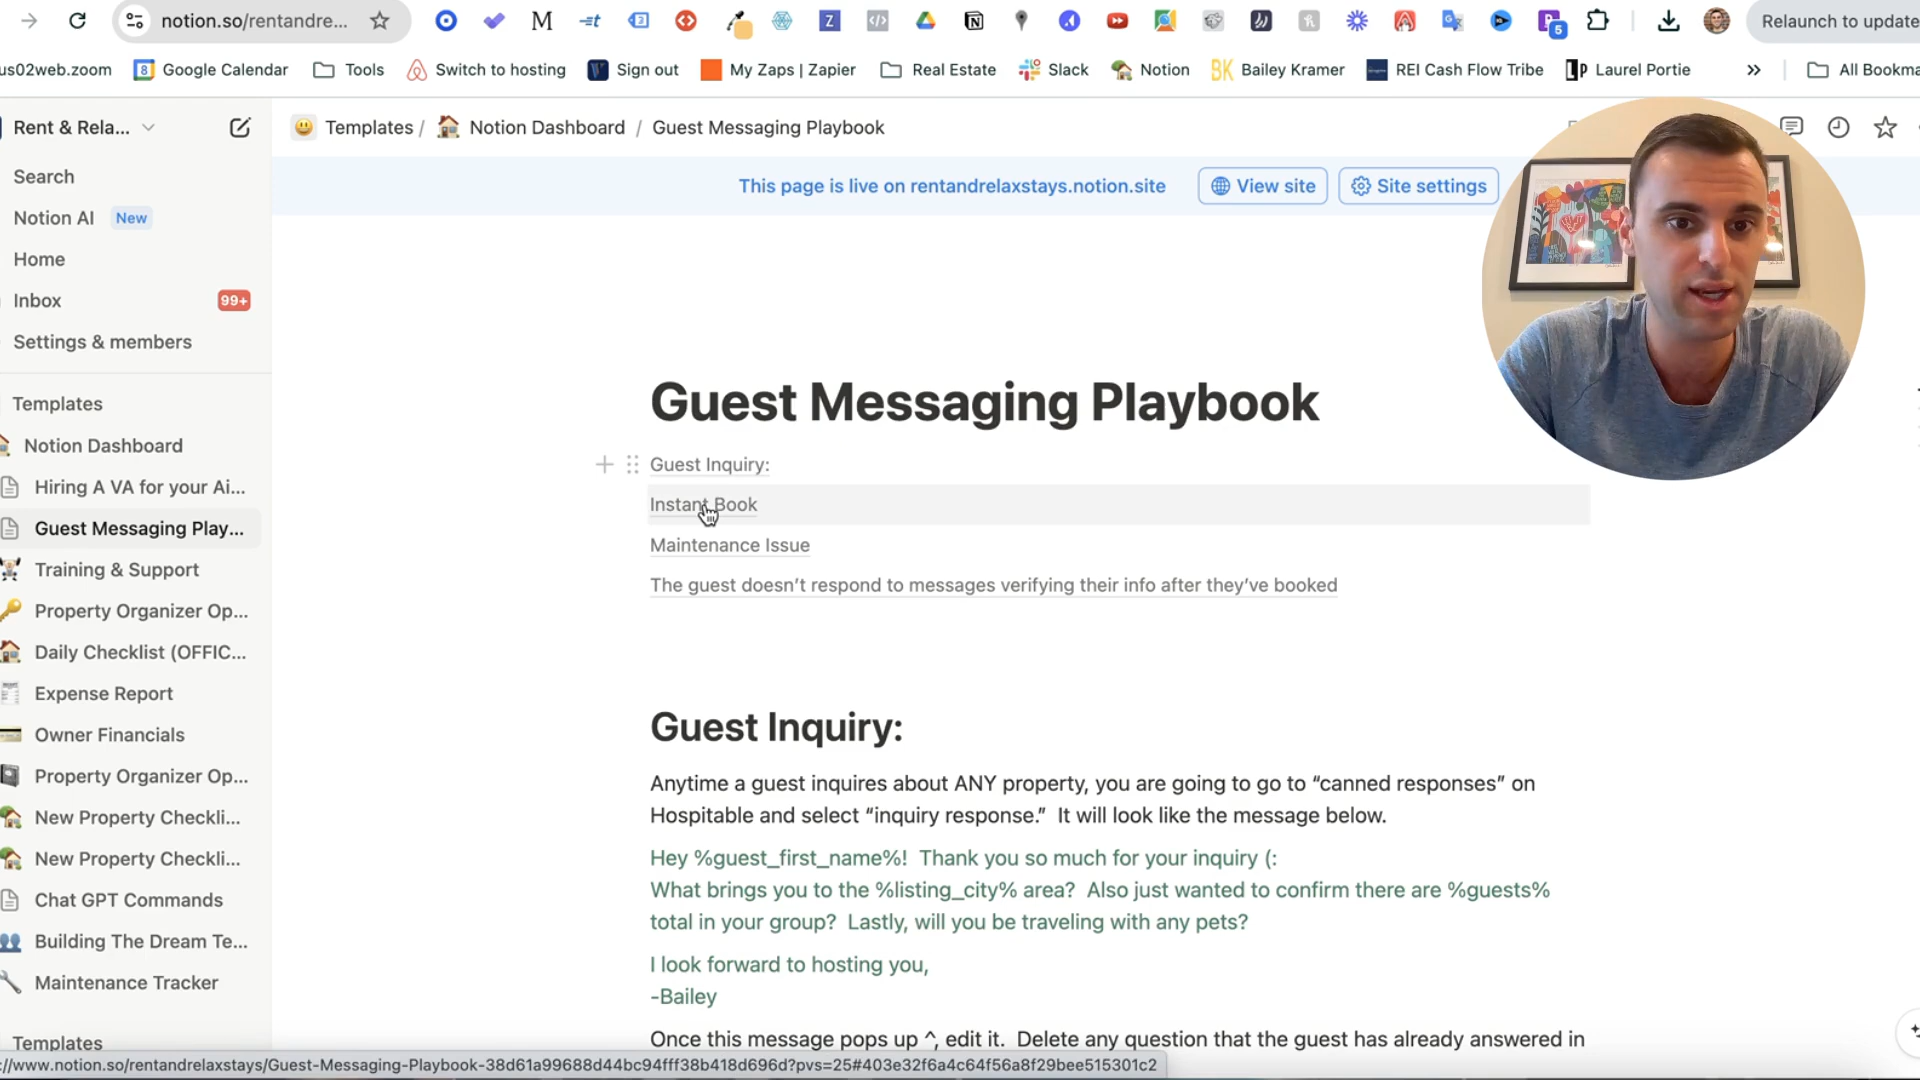 notion.so/rentandre...
Relaunch to update
us02web.zoom
Google Calendar
Tools
Switch to hosting
Sign out
My Zaps | Zapier
Real Estate
Slack
Notion
BK Bailey Kramer
REI Cash Flow Tribe
Laurel Portie
»
All Bookma
Rent & Rela...
Templates / Notion Dashboard / Guest Messaging Playbook
This page is live on rentandrelaxstays.notion.site
View site
Site settings
Search
Notion AI New
Home
Inbox 99+
Settings & members
Templates
Notion Dashboard
Hiring A VA for your Ai...
Guest Messaging Play...
Training & Support
Property Organizer Op...
Daily Checklist (OFFIC...
Expense Report
Owner Financials
Property Organizer Op...
New Property Checkli...
New Property Checkli...
Chat GPT Commands
Building The Dream Te...
Maintenance Tracker
Templates
Guest Messaging Playbook
Guest Inquiry:
Instant Book
Maintenance Issue
The guest doesn’t respond to messages verifying their info after they’ve booked
Guest Inquiry:
Anytime a guest inquires about ANY property, you are going to go to “canned responses” on
Hospitable and select “inquiry response.” It will look like the message below.
Hey %guest_first_name%! Thank you so much for your inquiry (:
What brings you to the %listing_city% area? Also just wanted to confirm there are %guests%
total in your group? Lastly, will you be traveling with any pets?
I look forward to hosting you,
-Bailey
Once this message pops up ^, edit it. Delete any question that the guest has already answered in
://www.notion.so/rentandrelaxstays/Guest-Messaging-Playbook-38d61a99688d44bc94fff38b418d696d?pvs=25#403e32f6a4c64f56a8f29bee515301c2